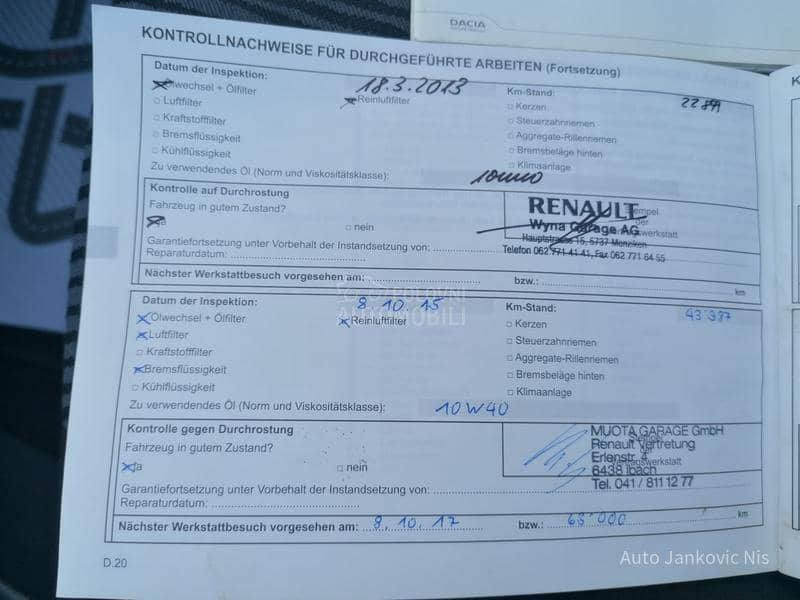 DACIA
KONTROLLNACHWEISE FÜR DURCHGEFÜHRTE ARBEITEN (Fortsetzung)
Datum der Inspektion: 18.3.2013 Km-Stand:
Ölwechsel + Ölfilter Reinluftfilter Kerzen
Luftfilter Steuerzahnriemen
Kraftstofffilter Aggregate-Rillenriemen
Bremsflüssigkeit Bremsbeläge hinten
Kühlflüssigkeit Klimaanlage
Zu verwendendes Öl (Norm und Viskositätsklasse):
Kontrolle auf Durchrostung
Fahrzeug in gutem Zustand?
Ja nein
Garantiefortsetzung unter Vorbehalt der Instandsetzung von:
Reparaturdatum:
RENAULT
Wyna Garage AG
Hauptstrasse 15, 5737 Menziken
Telefon 062 771 41 41, Fax 062 771 64 55
Nächster Werkstattbesuch vorgesehen am: bzw.: km
Datum der Inspektion: 8 10 15 Km-Stand: 43 937
Ölwechsel + Ölfilter Reinluftfilter Kerzen
Luftfilter Steuerzahnriemen
Kraftstofffilter Aggregate-Rillenriemen
Bremsflüssigkeit Bremsbeläge hinten
Kühlflüssigkeit Klimaanlage
Zu verwendendes Öl (Norm und Viskositätsklasse): 10W40
Kontrolle gegen Durchrostung
Fahrzeug in gutem Zustand?
Ja nein
Garantiefortsetzung unter Vorbehalt der Instandsetzung von:
Reparaturdatum:
MUOTA GARAGE GmbH
Renault Vertretung
Erlenstr. 4
6438 Ibach
Tel. 041 / 811 12 77
Nächster Werkstattbesuch vorgesehen am: 8. 10. 17 bzw.: 63'000 km
D.20
POLOVNI
AUTOMOBILI
Auto Jankovic Nis